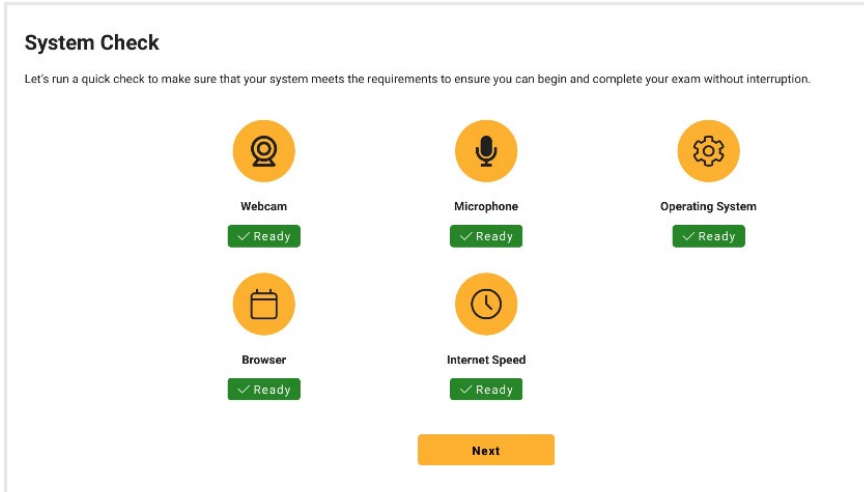 System Check
Let's run a quick check to make sure that your system meets the requirements to ensure you can begin and complete your exam without interruption.
Webcam
Microphone
Operating System
Ready
Ready
Ready
Browser
Internet Speed
Ready
Ready
Next